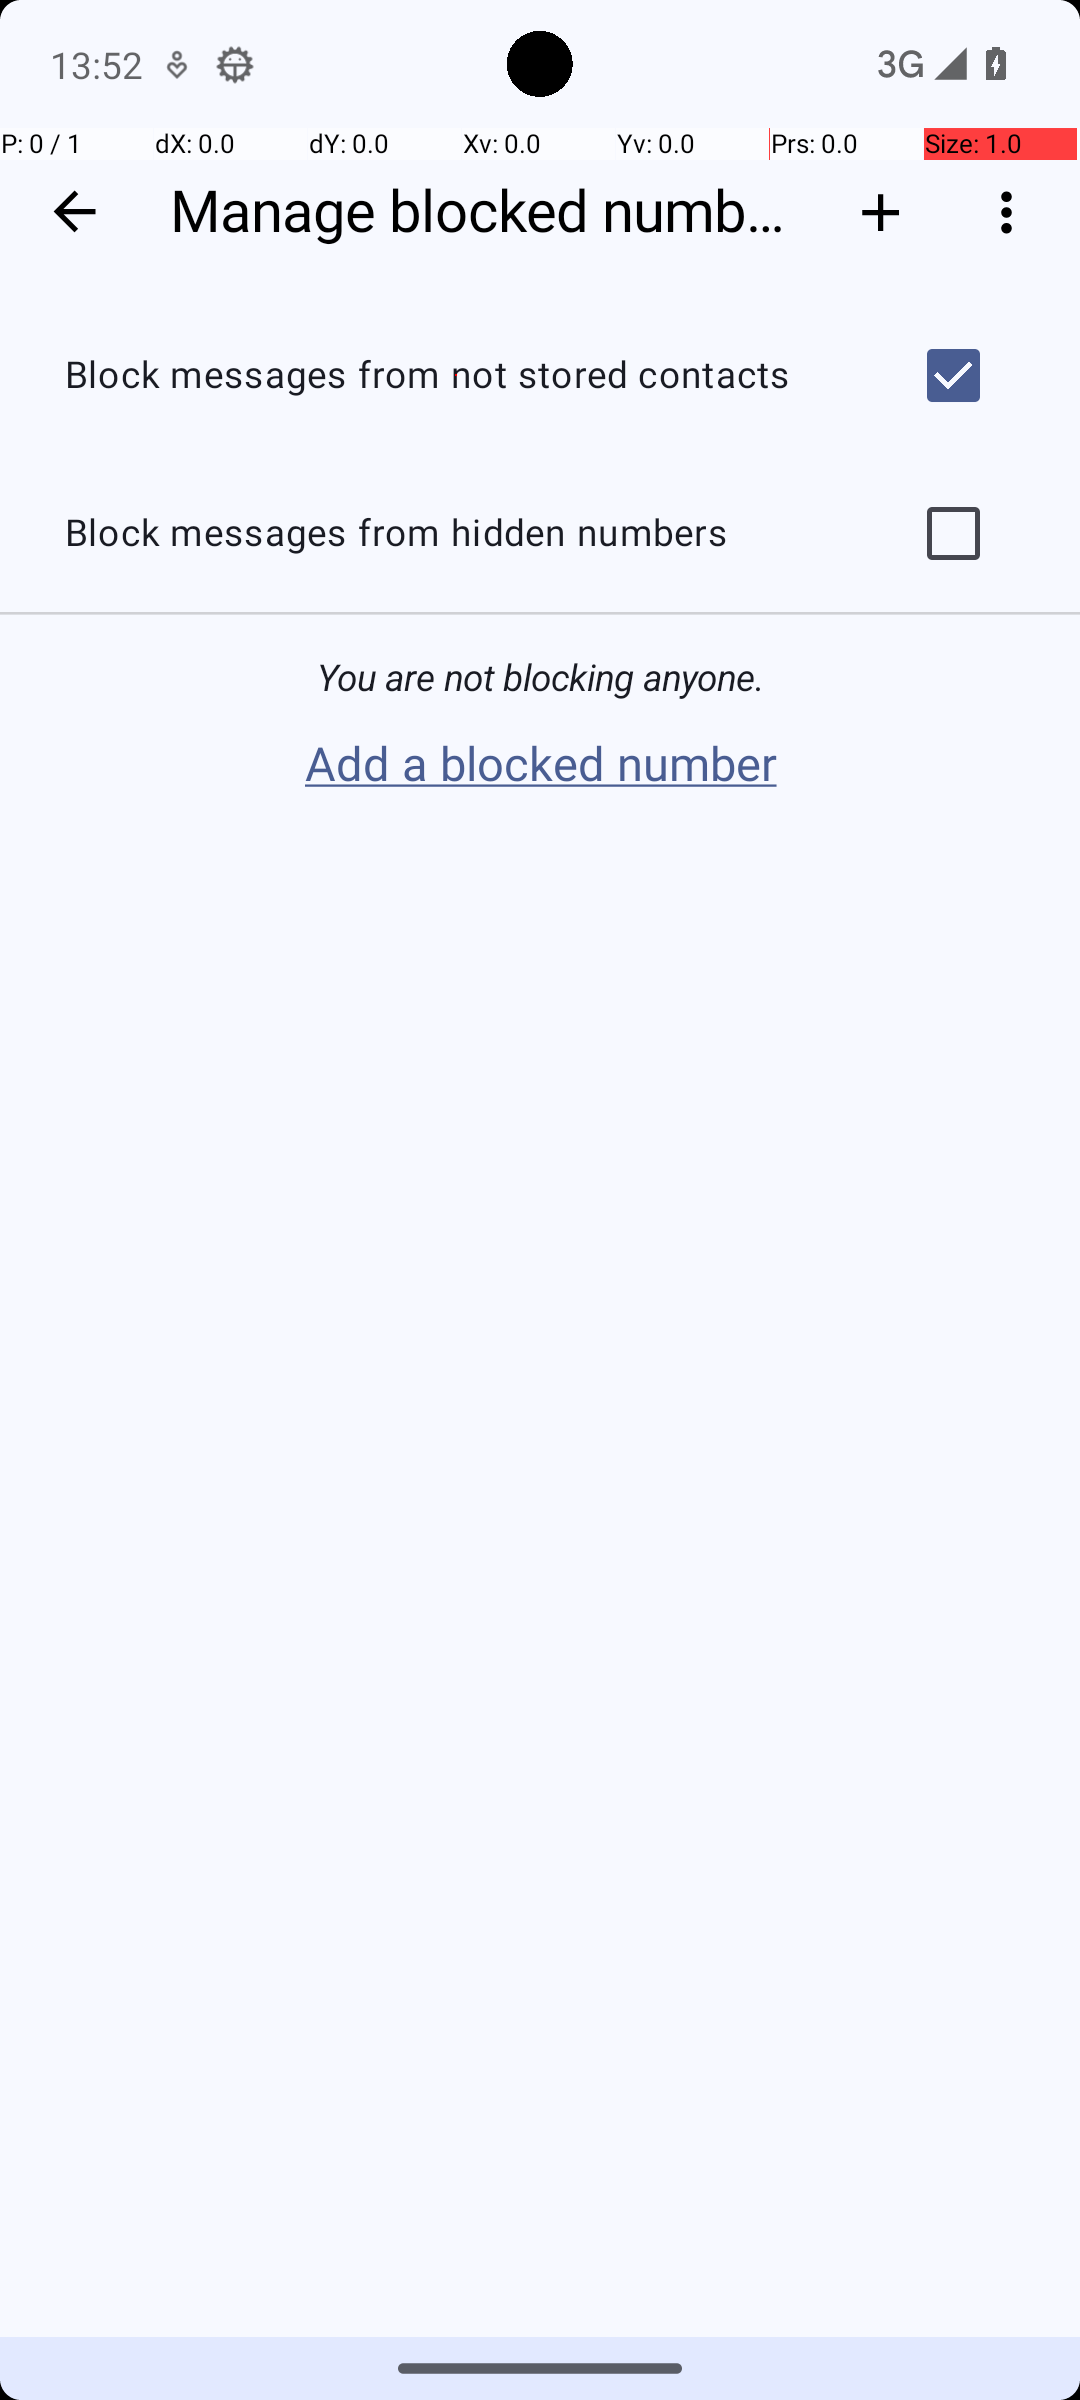 13:52
3G
P: 0 / 1 dX: 0.0 dY: 0.0 Xv: 0.0 Yv: 0.0 Prs: 0.0 Size: 1.0
Manage blocked numb...
Block messages from not stored contacts
Block messages from hidden numbers
You are not blocking anyone.
Add a blocked number